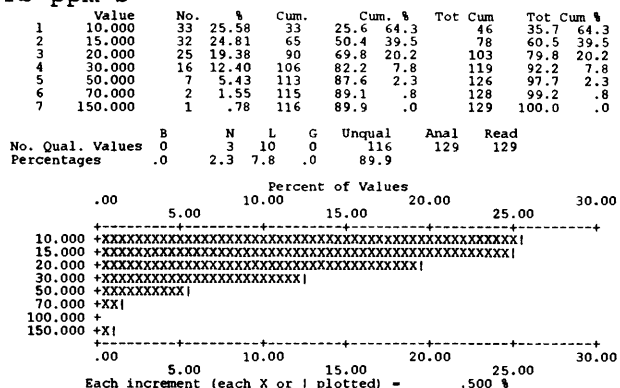 ppm
Value No. % Cum. Cum. % Tot Cum Tot Cum %
1 10.000 33 25.58 33 25.6 64.3 46 35.7 64.3
2 15.000 32 24.81 65 50.4 39.5 78 60.5 39.5
3 20.000 25 19.38 90 69.8 20.2 103 79.8 20.2
4 30.000 16 12.40 106 82.2 7.8 119 92.2 7.8
5 50.000 7 5.43 113 87.6 2.3 126 97.7 2.3
6 70.000 2 1.55 115 89.1 .8 128 99.2 .8
7 150.000 1 .78 116 89.9 .0 129 100.0 .0
B N L G Unqual Anal Read
No. Qual. Values 0 3 10 0 116 129 129
Percentages .0 2.3 7.8 .0 89.9
Percent of Values
.00 10.00 20.00 30.00
5.00 15.00 25.00
+---------+---------+---------+---------+---------+---------+
10.000 +XXXXXXXXXXXXXXXXXXXXXXXXXXXXXXXXXXXXXXXXXXXXXXXXXX|
15.000 +XXXXXXXXXXXXXXXXXXXXXXXXXXXXXXXXXXXXXXXXXXXXXXXXX|
20.000 +XXXXXXXXXXXXXXXXXXXXXXXXXXXXXXXXXXXXXX|
30.000 +XXXXXXXXXXXXXXXXXXXXXXXX|
50.000 +XXXXXXXXXX|
70.000 +XX|
100.000 +
150.000 +X|
+---------+---------+---------+---------+---------+---------+
.00 10.00 20.00 30.00
5.00 15.00 25.00
Each increment (each X or | plotted) = .500 %